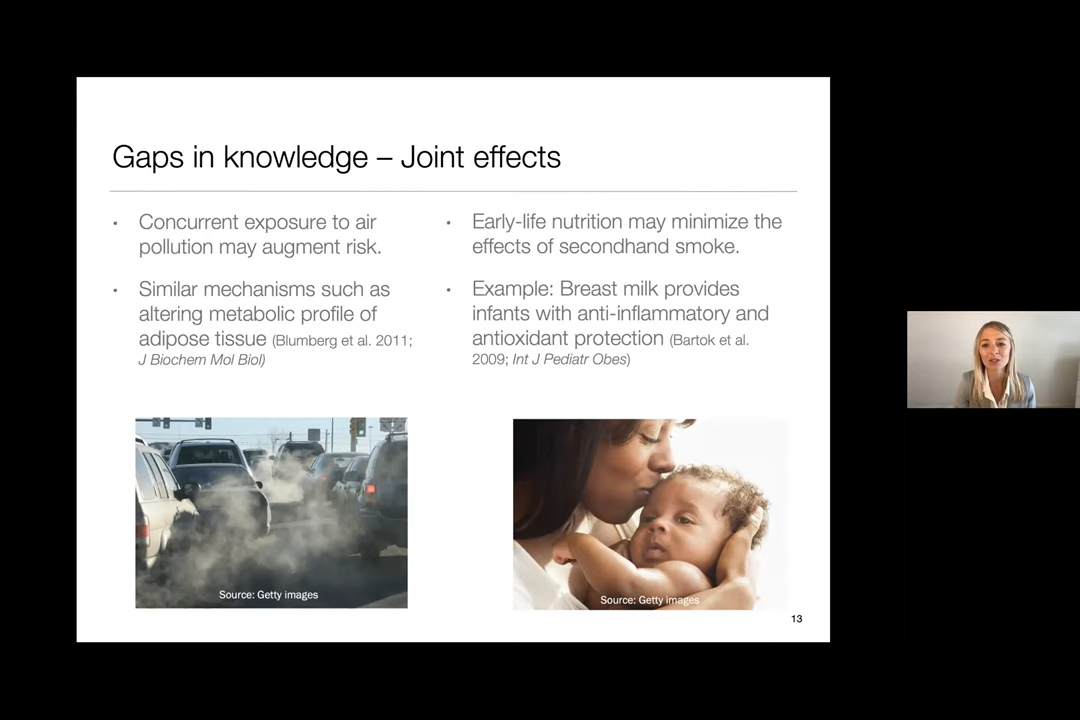 Gaps in knowledge – Joint effects
• Concurrent exposure to air
pollution may augment risk.
• Similar mechanisms such as
altering metabolic profile of
adipose tissue (Blumberg et al. 2011;
J Biochem Mol Biol)
• Early-life nutrition may minimize the
effects of secondhand smoke.
• Example: Breast milk provides
infants with anti-inflammatory and
antioxidant protection (Bartok et al.
2009; Int J Pediatr Obes)
Source: Getty images
Source: Getty images
13